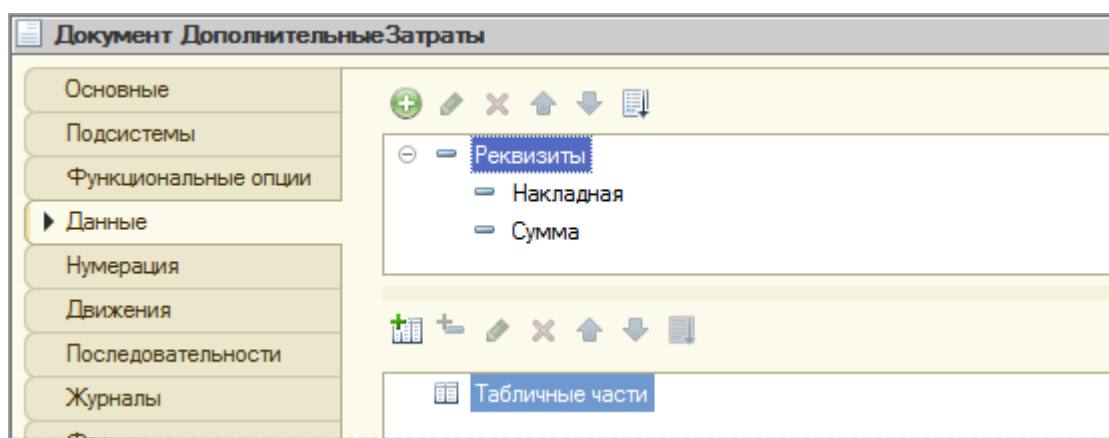 Документ ДополнительныеЗатраты
Основные
Подсистемы
Функциональные опции
Данные
Нумерация
Движения
Последовательности
Журналы
Реквизиты
Накладная
Сумма
Табличные части